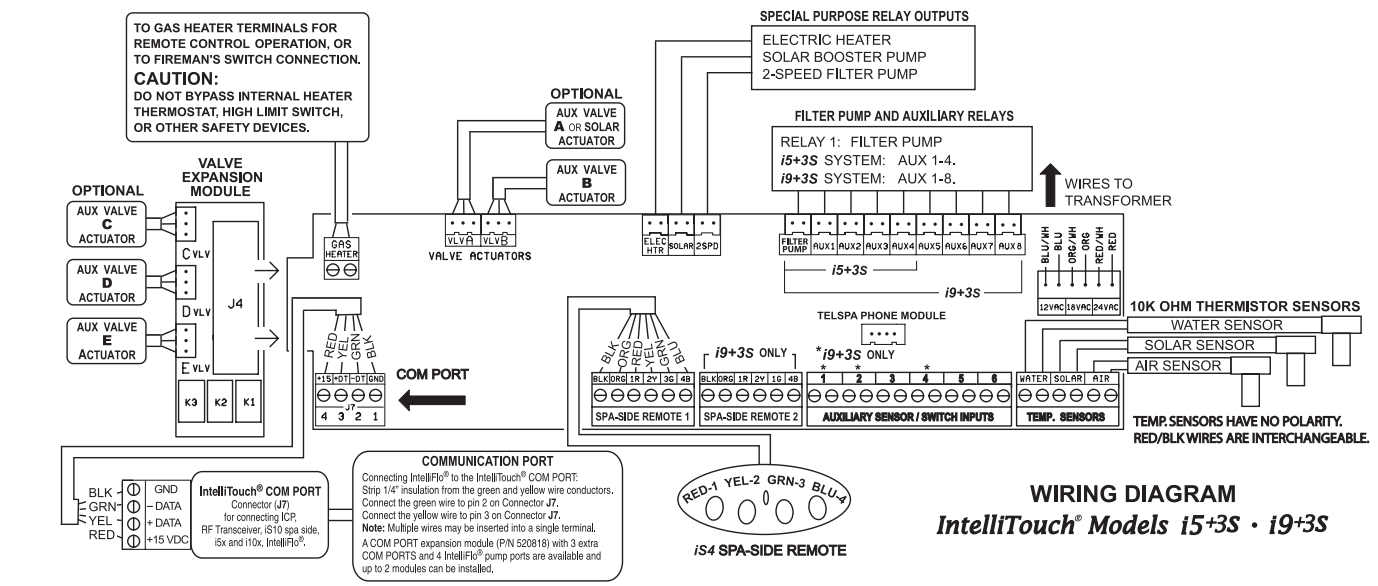 TO GAS HEATER TERMINALS FOR
REMOTE CONTROL OPERATION, OR
TO FIREMAN'S SWITCH CONNECTION.
CAUTION:
DO NOT BYPASS INTERNAL HEATER
THERMOSTAT, HIGH LIMIT SWITCH,
OR OTHER SAFETY DEVICES.
SPECIAL PURPOSE RELAY OUTPUTS
ELECTRIC HEATER
SOLAR BOOSTER PUMP
2-SPEED FILTER PUMP
OPTIONAL
AUX VALVE
A OR SOLAR
ACTUATOR
AUX VALVE
B
ACTUATOR
FILTER PUMP AND AUXILIARY RELAYS
RELAY 1: FILTER PUMP
i5+3S SYSTEM: AUX 1-4.
i9+3S SYSTEM: AUX 1-8.
WIRES TO
TRANSFORMER
VALVE
EXPANSION
MODULE
OPTIONAL
AUX VALVE
C
ACTUATOR
AUX VALVE
D
ACTUATOR
AUX VALVE
E
ACTUATOR
C VLV
D VLV
E VLV
J4
K3 K2 K1
GAS
HEATER
VLVA VLVB
VALVE ACTUATORS
ELEC
HTR
SOLAR 2SPD
FILTER
PUMP
AUX1 AUX2 AUX3 AUX4 AUX5 AUX6 AUX7 AUX8
i5+3S
i9+3S
BLU/WH BLU ORG/WH ORG RED/WH RED
12VAC 18VAC 24VAC
10K OHM THERMISTOR SENSORS
WATER SENSOR
SOLAR SENSOR
AIR SENSOR
TELSPA PHONE MODULE
*i9+3S ONLY
RED YEL GRN BLK
+15 +DT -DT GND
J7
4 3 2 1
COM PORT
BLK ORG RED YEL GRN BLU
BLK ORG 1R 2Y 3G 4B
SPA-SIDE REMOTE 1
i9+3S ONLY
BLK ORG 1R 2Y 1G 4B
SPA-SIDE REMOTE 2
* * *
1 2 3 4 5 6
AUXILIARY SENSOR / SWITCH INPUTS
WATER SOLAR AIR
TEMP. SENSORS
TEMP. SENSORS HAVE NO POLARITY.
RED/BLK WIRES ARE INTERCHANGEABLE.
BLK GND
GRN – DATA
YEL + DATA
RED +15 VDC
IntelliTouch® COM PORT
Connector (J7)
for connecting ICP,
RF Transceiver, iS10 spa side,
i5x and i10x, IntelliFlo®.
COMMUNICATION PORT
Connecting IntelliFlo® to the IntelliTouch® COM PORT:
Strip 1/4" insulation from the green and yellow wire conductors.
Connect the green wire to pin 2 on Connector J7.
Connect the yellow wire to pin 3 on Connector J7.
Note: Multiple wires may be inserted into a single terminal.
A COM PORT expansion module (P/N 520818) with 3 extra
COM PORTS and 4 IntelliFlo® pump ports are available and
up to 2 modules can be installed.
RED-1 YEL-2 GRN-3 BLU-4
iS4 SPA-SIDE REMOTE
WIRING DIAGRAM
IntelliTouch® Models i5+3S · i9+3S